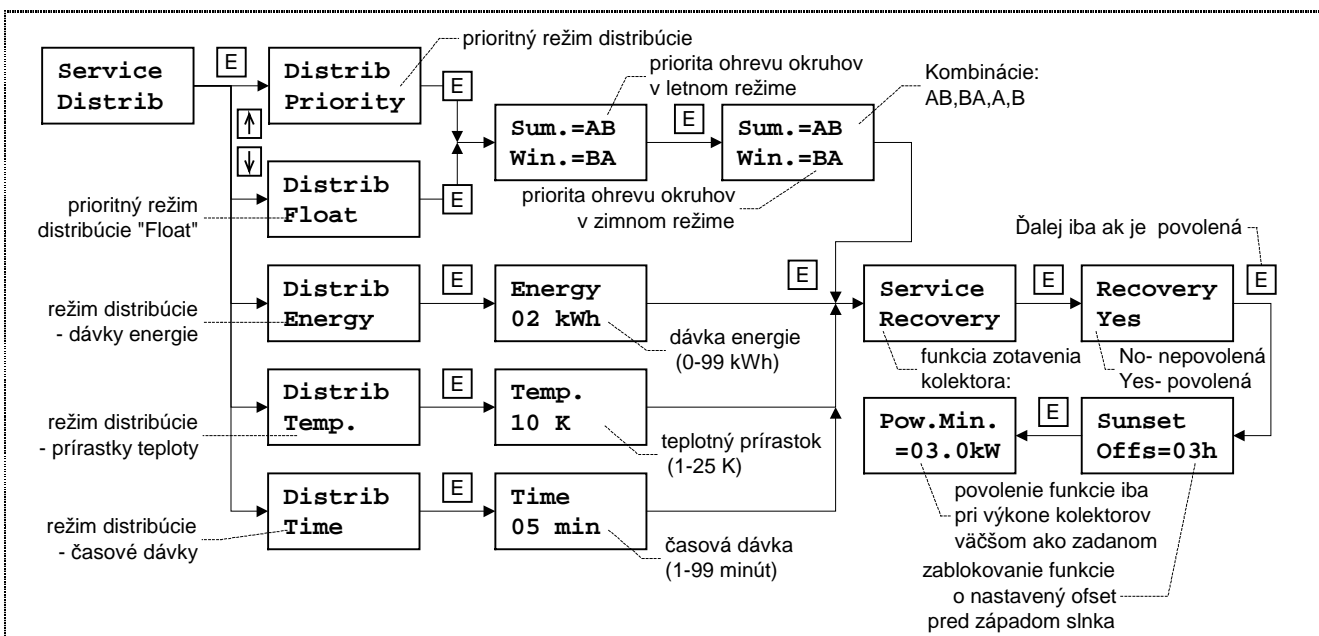 prioritný režim distribúcie
Service
Distrib
E
Distrib
Priority
E
priorita ohrevu okruhov
v letnom režime
Kombinácie:
AB,BA,A,B
↑
↓
Sum.=AB
Win.=BA
E
Sum.=AB
Win.=BA
Distrib
Float
E
prioritný režim
distribúcie "Float"
priorita ohrevu okruhov
v zimnom režime
Ďalej iba ak je povolená
režim distribúcie
- dávky energie
Distrib
Energy
E
Energy
02 kWh
dávka energie
(0-99 kWh)
E
Service
Recovery
E
Recovery
Yes
E
funkcia zotavenia
kolektora:
No- nepovolená
Yes- povolená
režim distribúcie
- prírastky teploty
Distrib
Temp.
E
Temp.
10 K
teplotný prírastok
(1-25 K)
Pow.Min.
=03.0kW
E
Sunset
Offs=03h
režim distribúcie
- časové dávky
Distrib
Time
E
Time
05 min
časová dávka
(1-99 minút)
povolenie funkcie iba
pri výkone kolektorov
väčšom ako zadanom
zablokovanie funkcie
o nastavený ofset
pred západom slnka